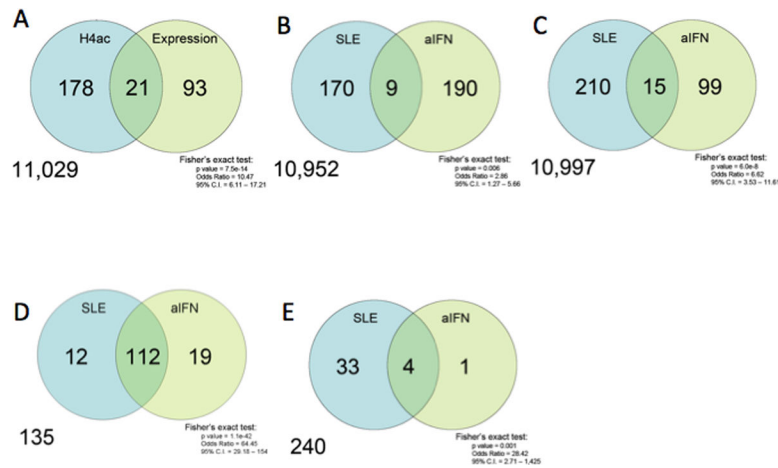 A
H4ac Expression
178 21 93
11,029
Fisher's exact test:
p value = 7.5e-14
Odds Ratio = 10.47
95% C.I. = 6.11 – 17.21
B
SLE aIFN
170 9 190
10,952
Fisher's exact test:
p value = 0.006
Odds Ratio = 2.86
95% C.I. = 1.27 – 5.66
C
SLE aIFN
210 15 99
10,997
Fisher's exact test:
p value = 6.0e-8
Odds Ratio = 6.62
95% C.I. = 3.53 – 11.61
D
SLE aIFN
12 112 19
135
Fisher's exact test:
p value = 1.1e-42
Odds Ratio = 64.45
95% C.I. = 29.18 – 154
E
SLE aIFN
33 4 1
240
Fisher's exact test:
p value = 0.001
Odds Ratio = 28.42
95% C.I. = 2.71 – 1,425